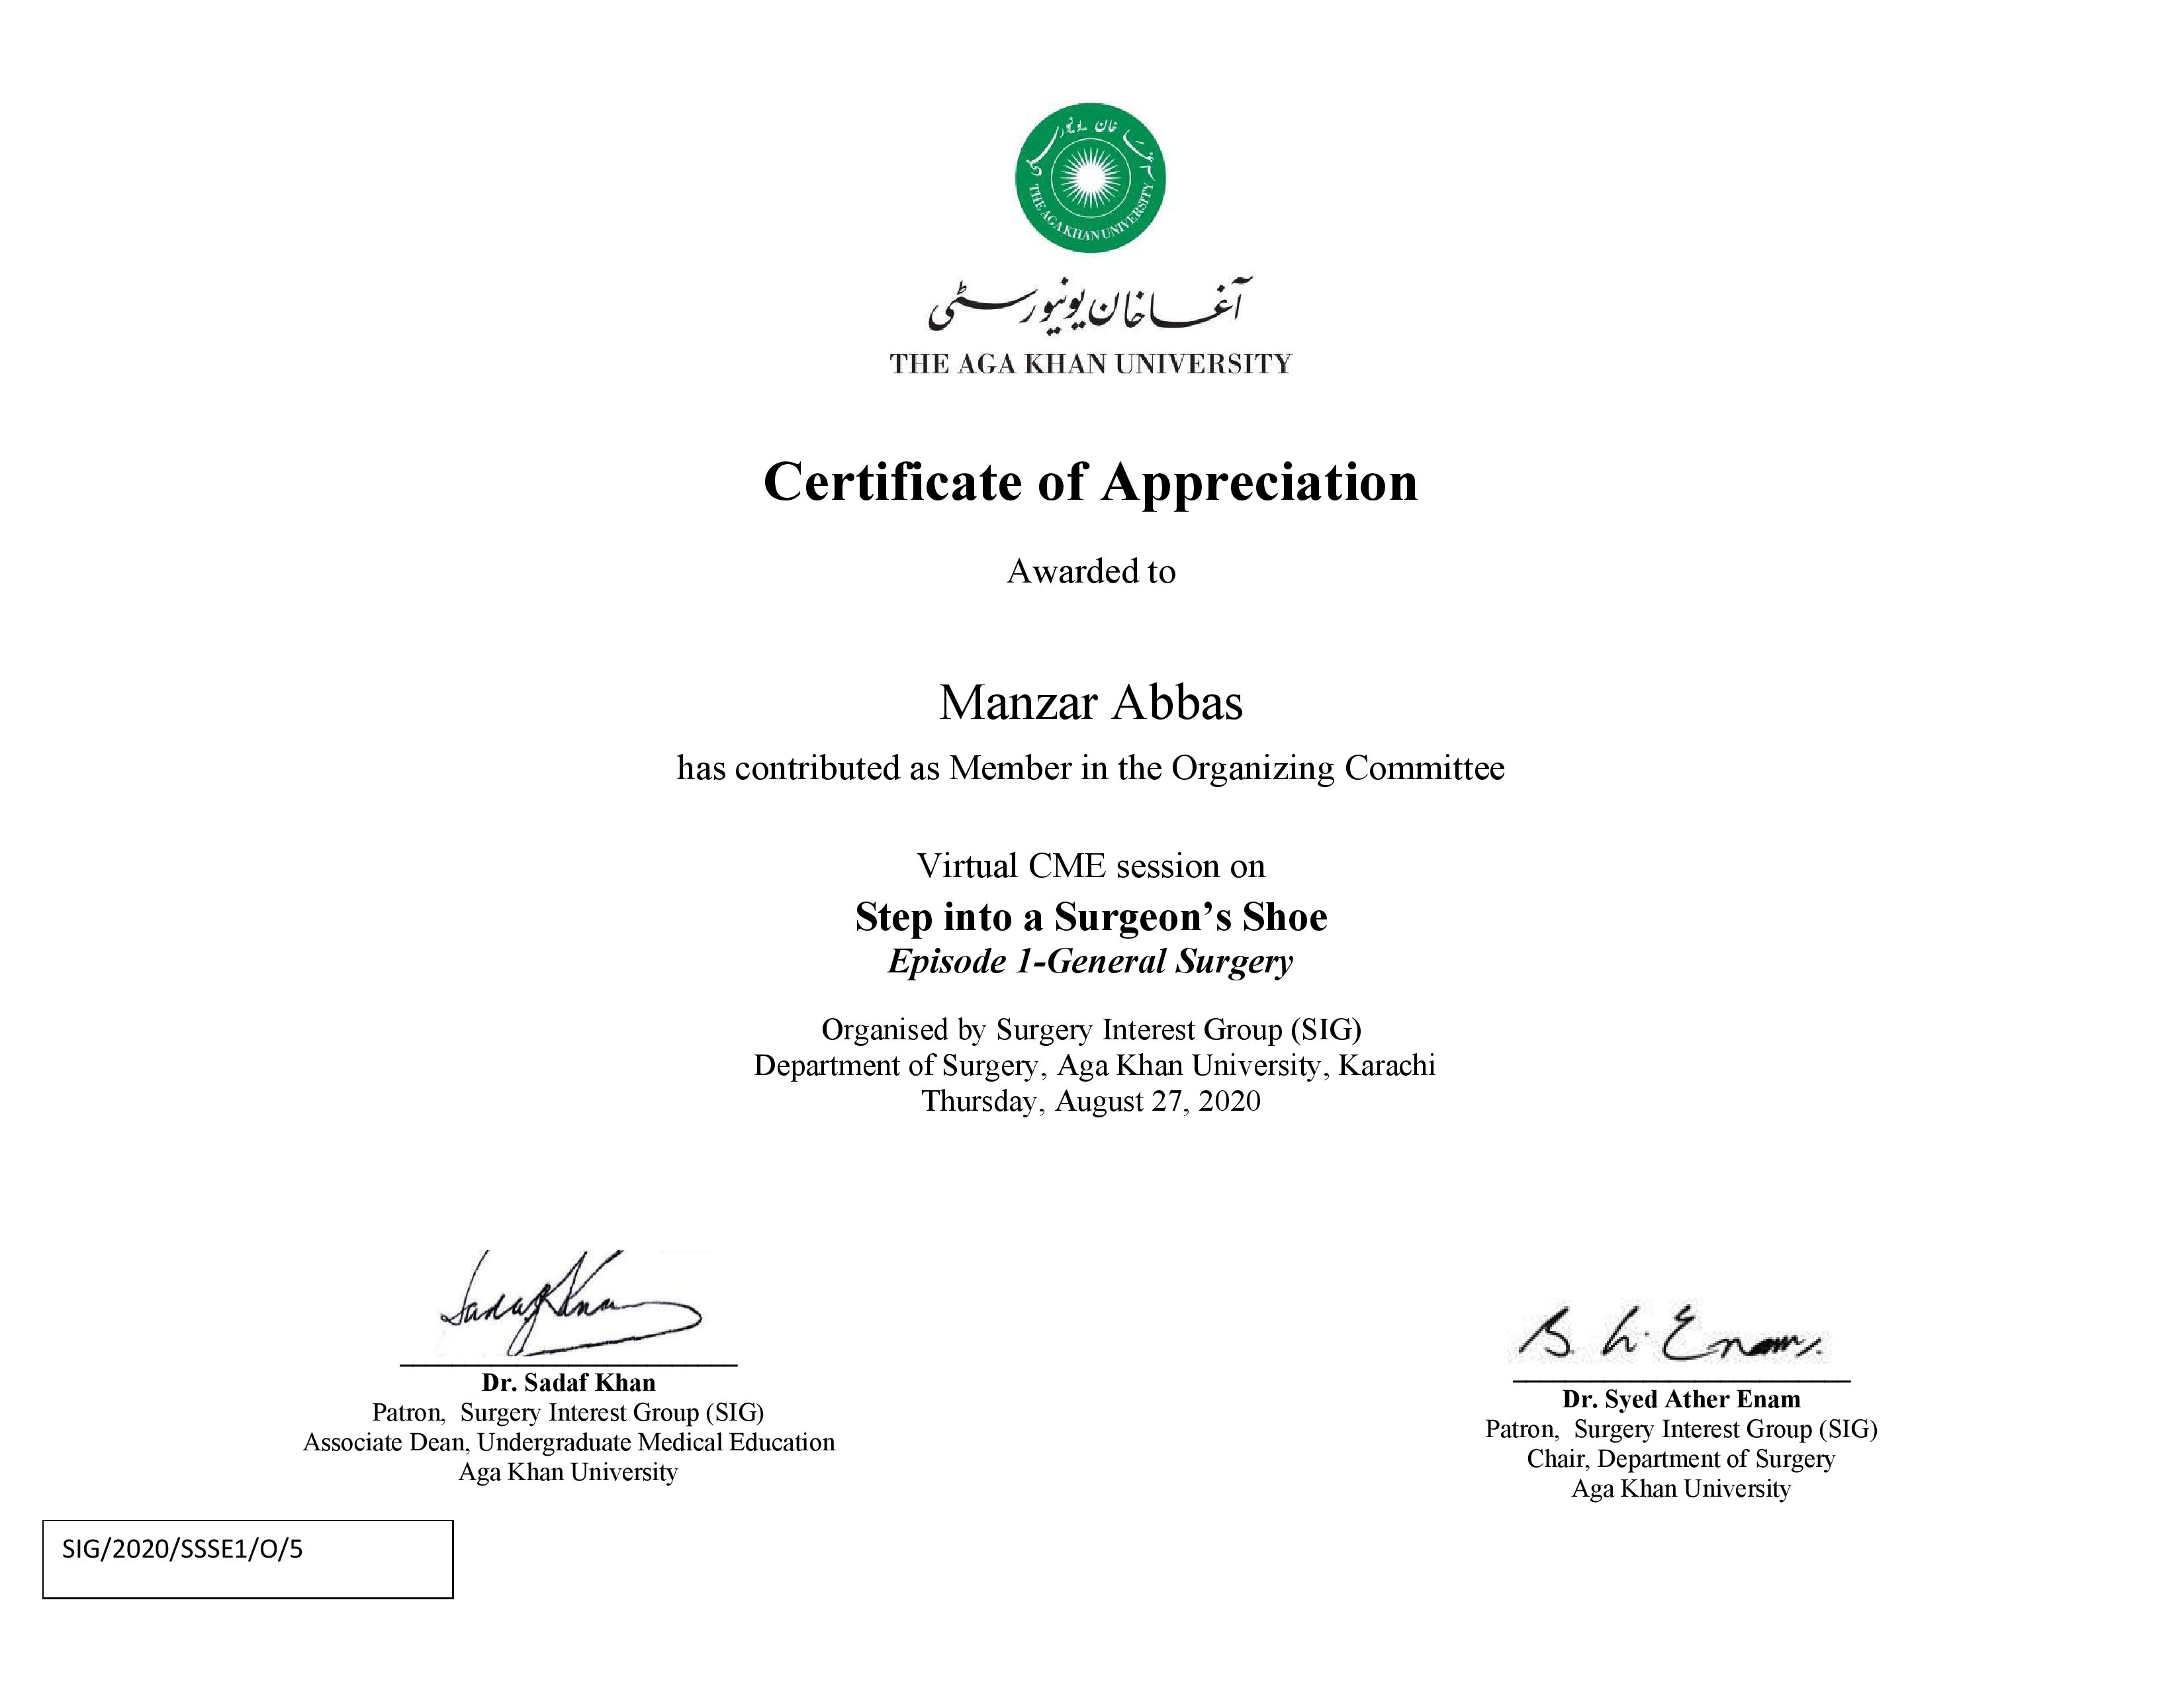 آغا خان یونیورسٹی
THE AGA KHAN UNIVERSITY
آغا خان یونیورسٹی
THE AGA KHAN UNIVERSITY
Certificate of Appreciation
Awarded to
Manzar Abbas
has contributed as Member in the Organizing Committee
Virtual CME session on
Step into a Surgeon’s Shoe
Episode 1-General Surgery
Organised by Surgery Interest Group (SIG)
Department of Surgery, Aga Khan University, Karachi
Thursday, August 27, 2020
Sadaf Khan
S. A. Enam.
Dr. Sadaf Khan
Patron, Surgery Interest Group (SIG)
Associate Dean, Undergraduate Medical Education
Aga Khan University
Dr. Syed Ather Enam
Patron, Surgery Interest Group (SIG)
Chair, Department of Surgery
Aga Khan University
SIG/2020/SSSE1/O/5